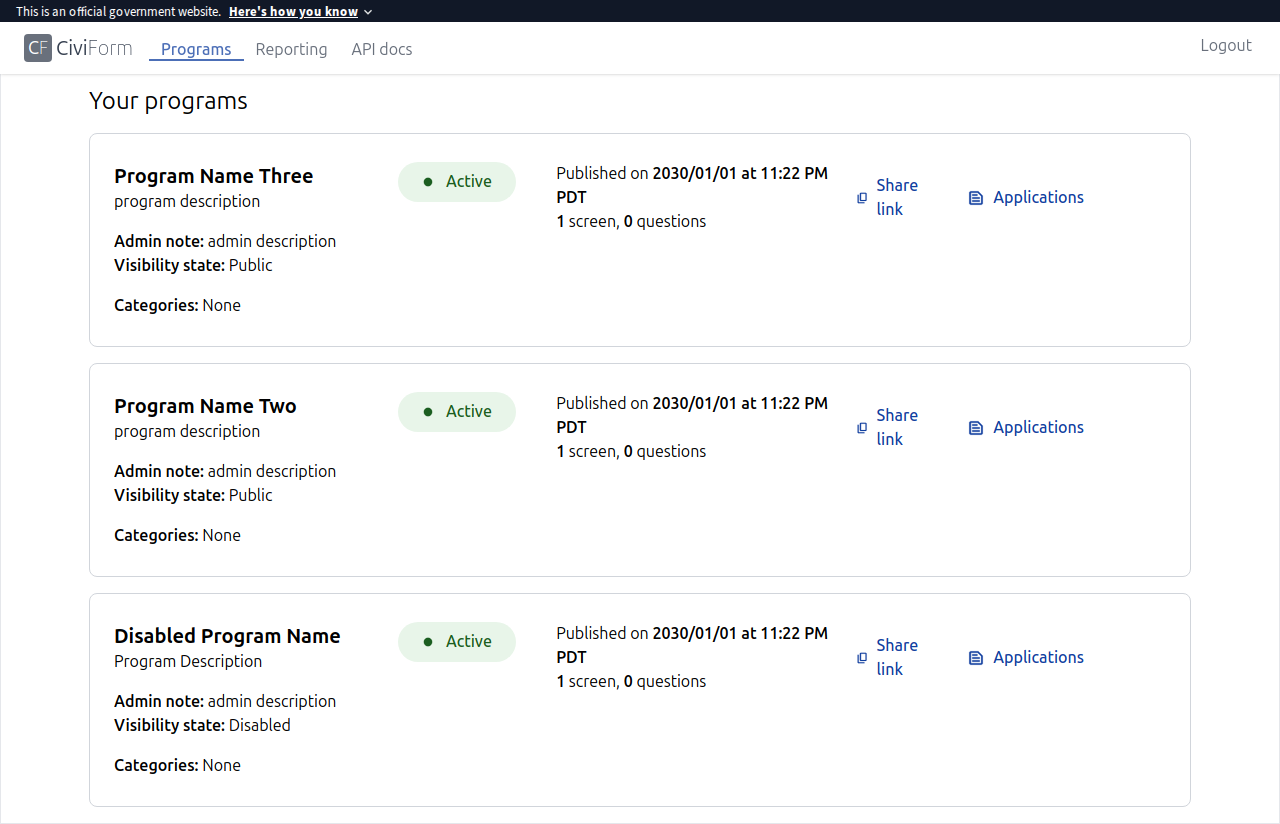 This is an official government website. Here's how you know
CF CiviForm Programs Reporting API docs Logout
Your programs
Program Name Three
program description
Admin note: admin description
Visibility state: Public
Categories: None
Active
Published on 2030/01/01 at 11:22 PM
PDT
1 screen, 0 questions
Share
link
Applications
Program Name Two
program description
Admin note: admin description
Visibility state: Public
Categories: None
Active
Published on 2030/01/01 at 11:22 PM
PDT
1 screen, 0 questions
Share
link
Applications
Disabled Program Name
Program Description
Admin note: admin description
Visibility state: Disabled
Categories: None
Active
Published on 2030/01/01 at 11:22 PM
PDT
1 screen, 0 questions
Share
link
Applications